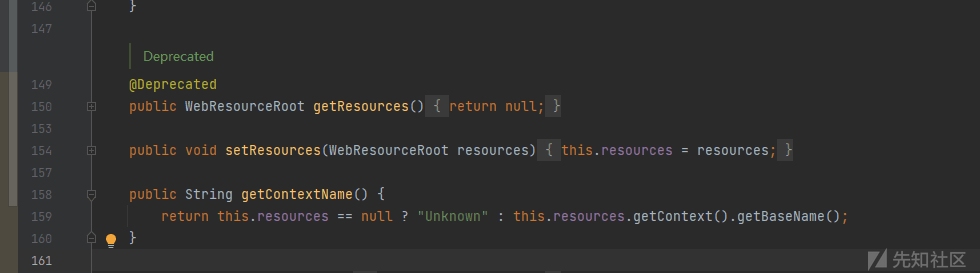 146 }
147
Deprecated
149 @Deprecated
150 public WebResourceRoot getResources() { return null; }
153
154 public void setResources(WebResourceRoot resources) { this.resources = resources; }
157
158 public String getContextName() {
159 return this.resources == null ? "Unknown" : this.resources.getContext().getBaseName();
160 }
161
先知社区